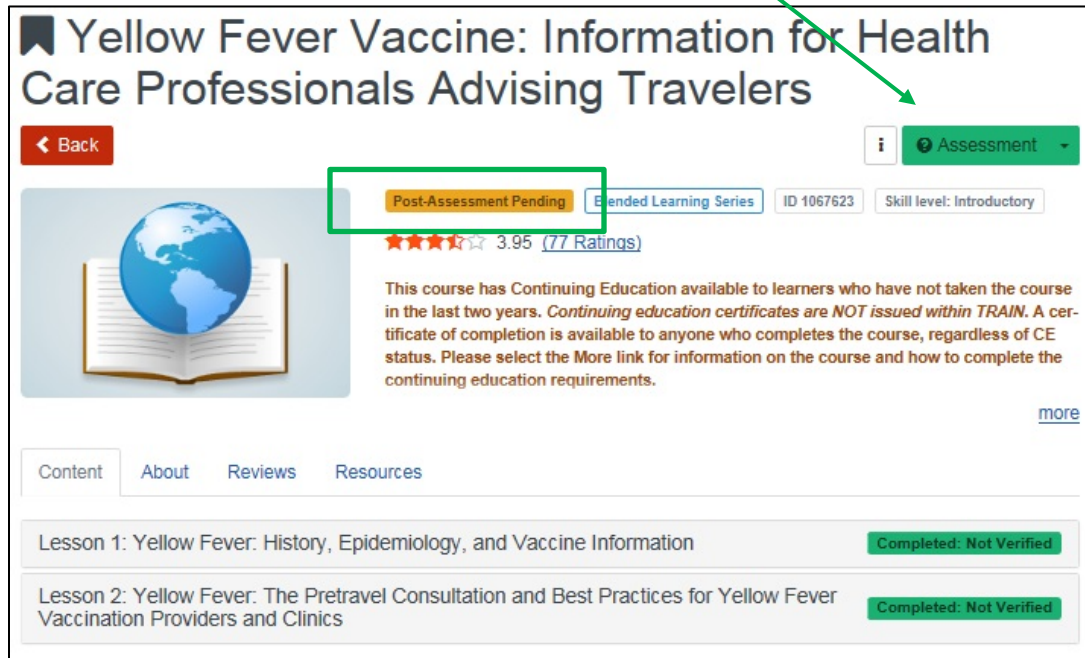 Yellow Fever Vaccine: Information for Health
Care Professionals Advising Travelers
Back
i Assessment
Post-Assessment Pending Blended Learning Series ID 1067623 Skill level: Introductory
3.95 (77 Ratings)
This course has Continuing Education available to learners who have not taken the course
in the last two years. Continuing education certificates are NOT issued within TRAIN. A cer-
tificate of completion is available to anyone who completes the course, regardless of CE
status. Please select the More link for information on the course and how to complete the
continuing education requirements.
more
Content About Reviews Resources
Lesson 1: Yellow Fever: History, Epidemiology, and Vaccine Information Completed: Not Verified
Lesson 2: Yellow Fever: The Pretravel Consultation and Best Practices for Yellow Fever
Vaccination Providers and Clinics Completed: Not Verified